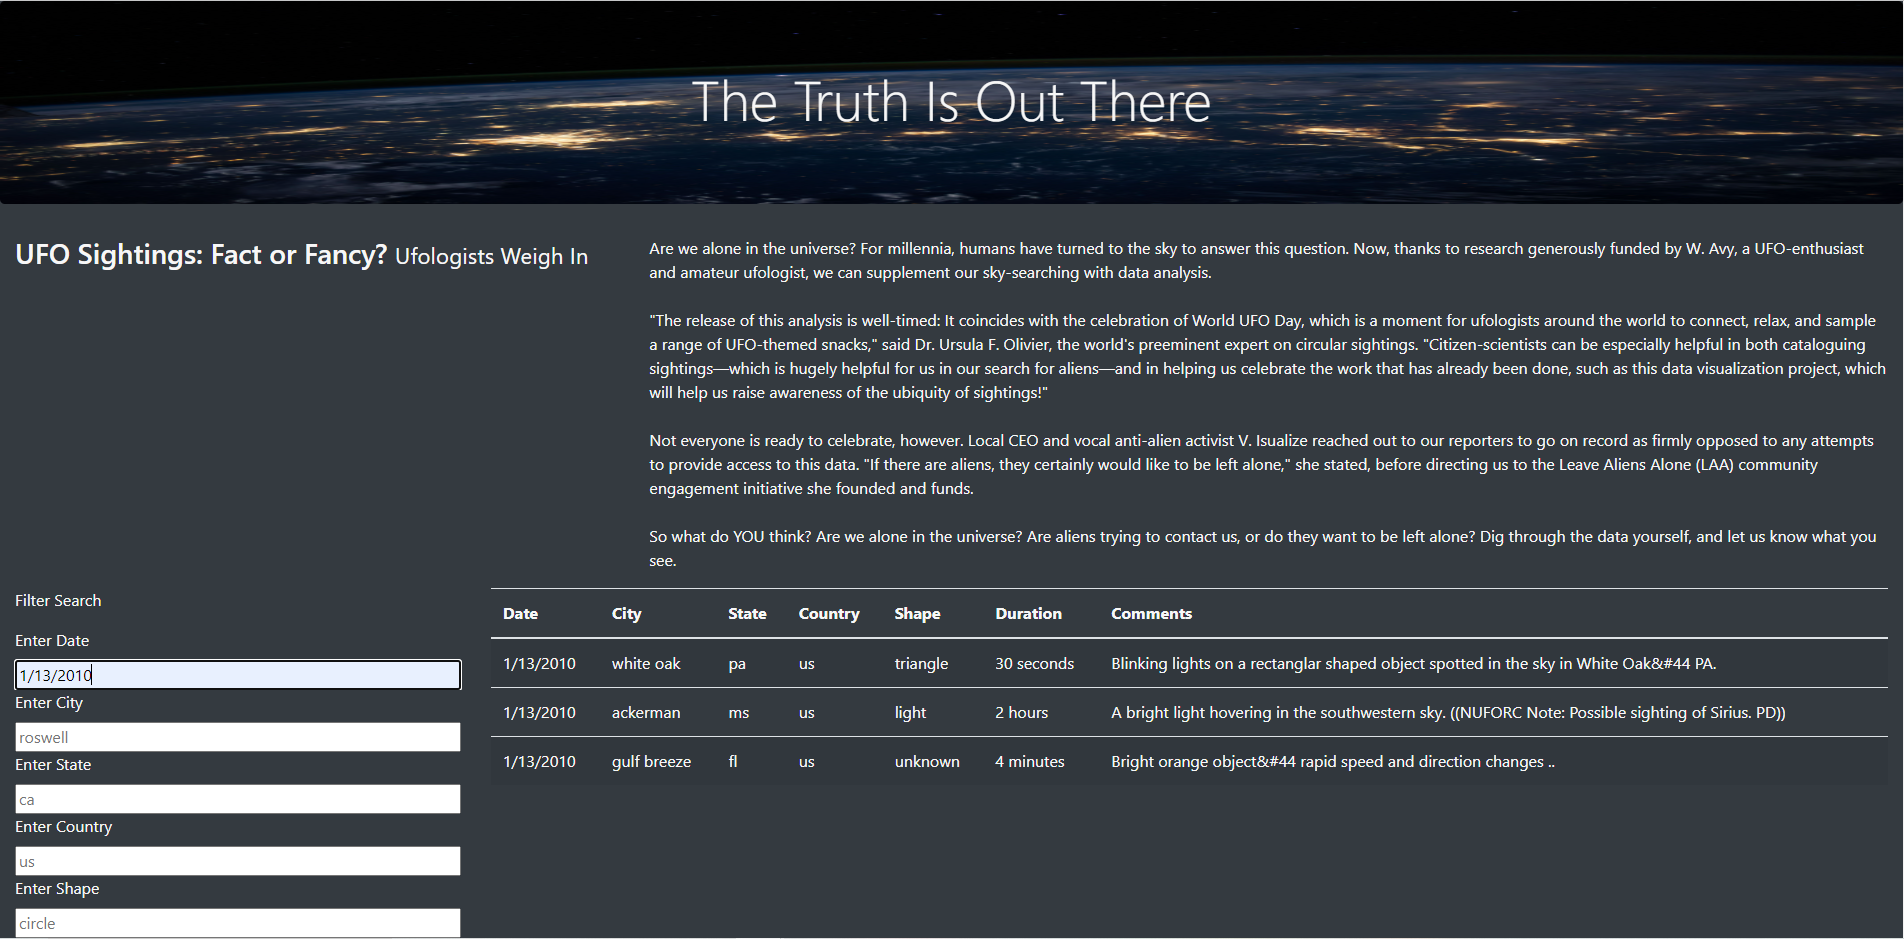 The Truth Is Out There
UFO Sightings: Fact or Fancy? Ufologists Weigh In
Are we alone in the universe? For millennia, humans have turned to the sky to answer this question. Now, thanks to research generously funded by W. Avy, a UFO-enthusiast
and amateur ufologist, we can supplement our sky-searching with data analysis.
"The release of this analysis is well-timed: It coincides with the celebration of World UFO Day, which is a moment for ufologists around the world to connect, relax, and sample
a range of UFO-themed snacks," said Dr. Ursula F. Olivier, the world's preeminent expert on circular sightings. "Citizen-scientists can be especially helpful in both cataloguing
sightings—which is hugely helpful for us in our search for aliens—and in helping us celebrate the work that has already been done, such as this data visualization project, which
will help us raise awareness of the ubiquity of sightings!"
Not everyone is ready to celebrate, however. Local CEO and vocal anti-alien activist V. Isualize reached out to our reporters to go on record as firmly opposed to any attempts
to provide access to this data. "If there are aliens, they certainly would like to be left alone," she stated, before directing us to the Leave Aliens Alone (LAA) community
engagement initiative she founded and funds.
So what do YOU think? Are we alone in the universe? Are aliens trying to contact us, or do they want to be left alone? Dig through the data yourself, and let us know what you
see.
Filter Search
Enter Date
1/13/2010
Enter City
roswell
Enter State
ca
Enter Country
us
Enter Shape
circle
Date City State Country Shape Duration Comments
1/13/2010 white oak pa us triangle 30 seconds Blinking lights on a rectanglar shaped object spotted in the sky in White Oak&#44 PA.
1/13/2010 ackerman ms us light 2 hours A bright light hovering in the southwestern sky. ((NUFORC Note: Possible sighting of Sirius. PD))
1/13/2010 gulf breeze fl us unknown 4 minutes Bright orange object&#44 rapid speed and direction changes ..